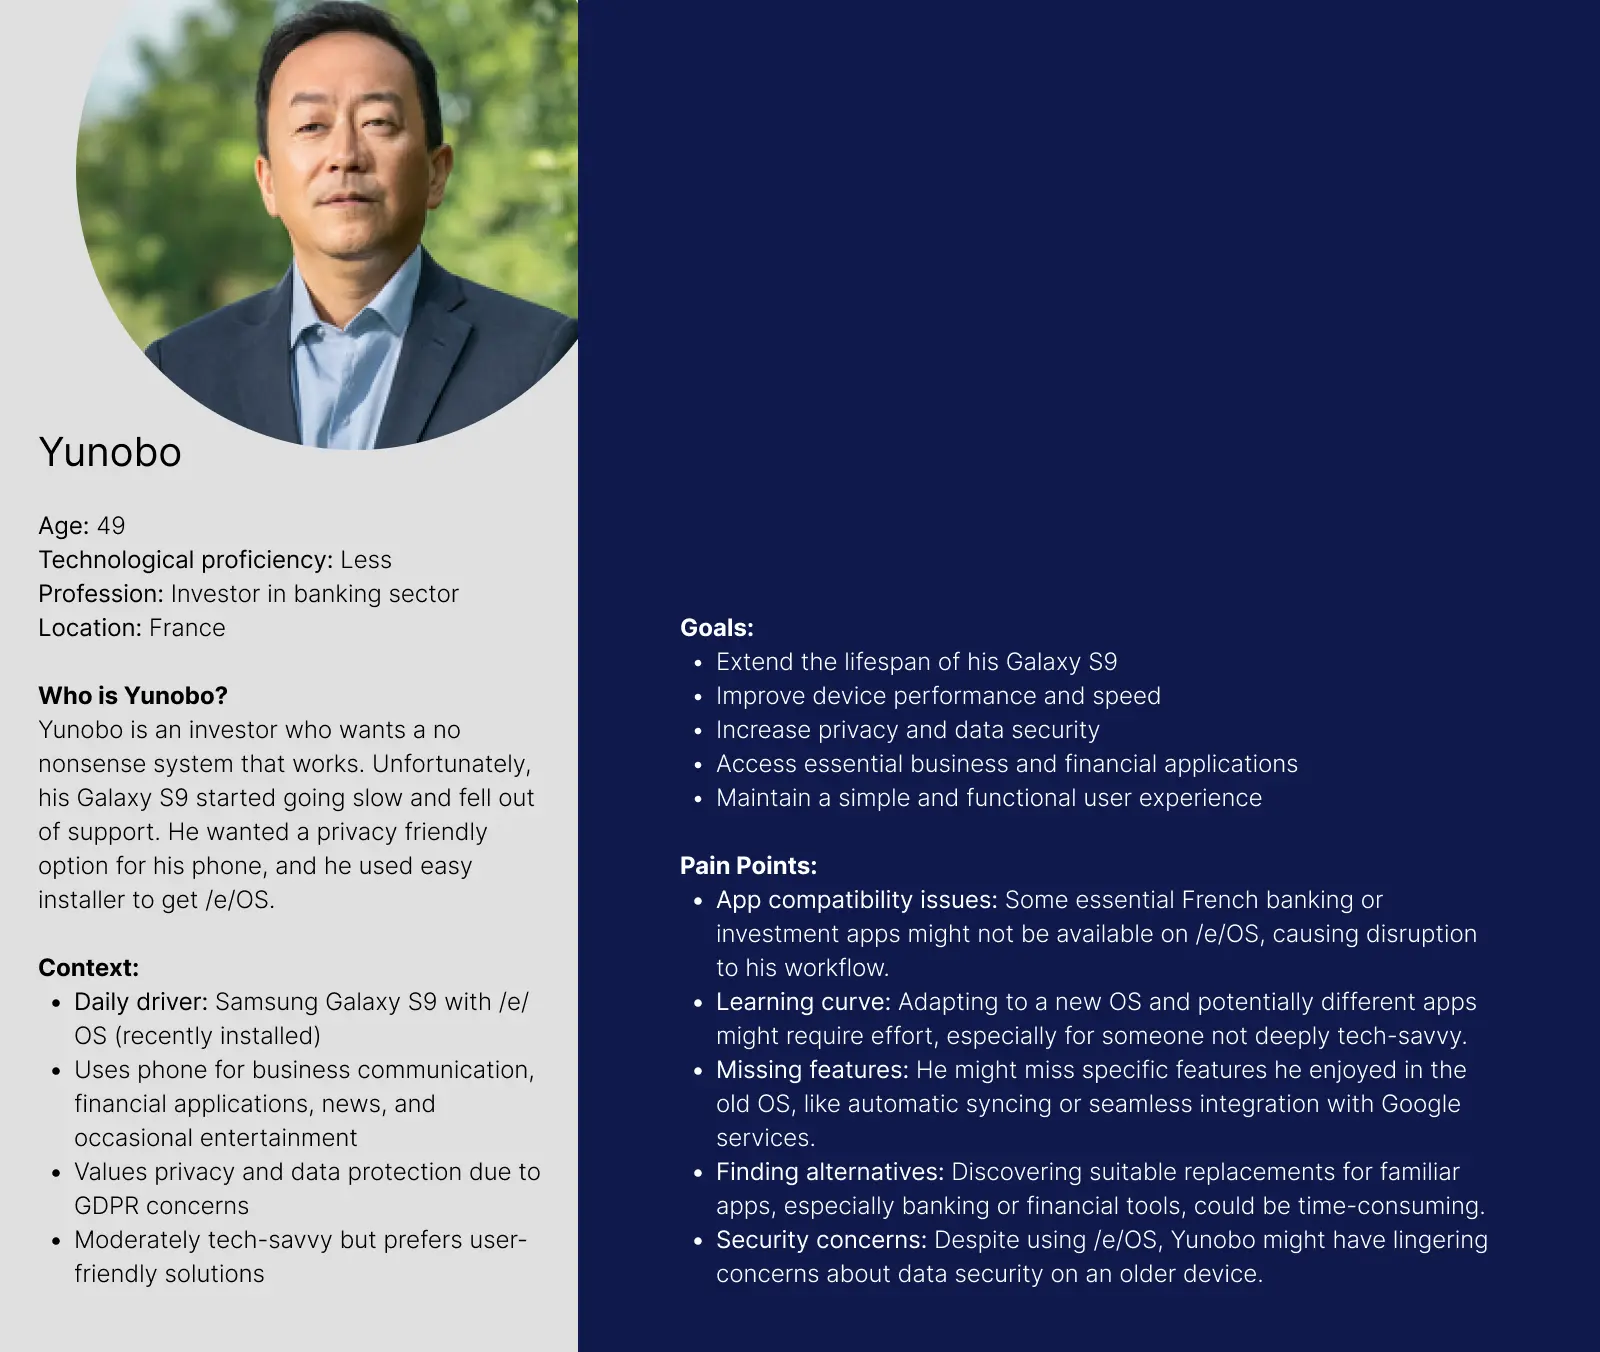 Yunobo
Age: 49
Technological proficiency: Less
Profession: Investor in banking sector
Location: France
Who is Yunobo?
Yunobo is an investor who wants a no
nonsense system that works. Unfortunately,
his Galaxy S9 started going slow and fell out
of support. He wanted a privacy friendly
option for his phone, and he used easy
installer to get /e/OS.
Context:
• Daily driver: Samsung Galaxy S9 with /e/
OS (recently installed)
• Uses phone for business communication,
financial applications, news, and
occasional entertainment
• Values privacy and data protection due to
GDPR concerns
• Moderately tech-savvy but prefers user-
friendly solutions
Goals:
• Extend the lifespan of his Galaxy S9
• Improve device performance and speed
• Increase privacy and data security
• Access essential business and financial applications
• Maintain a simple and functional user experience
Pain Points:
• App compatibility issues: Some essential French banking or
investment apps might not be available on /e/OS, causing disruption
to his workflow.
• Learning curve: Adapting to a new OS and potentially different apps
might require effort, especially for someone not deeply tech-savvy.
• Missing features: He might miss specific features he enjoyed in the
old OS, like automatic syncing or seamless integration with Google
services.
• Finding alternatives: Discovering suitable replacements for familiar
apps, especially banking or financial tools, could be time-consuming.
• Security concerns: Despite using /e/OS, Yunobo might have lingering
concerns about data security on an older device.